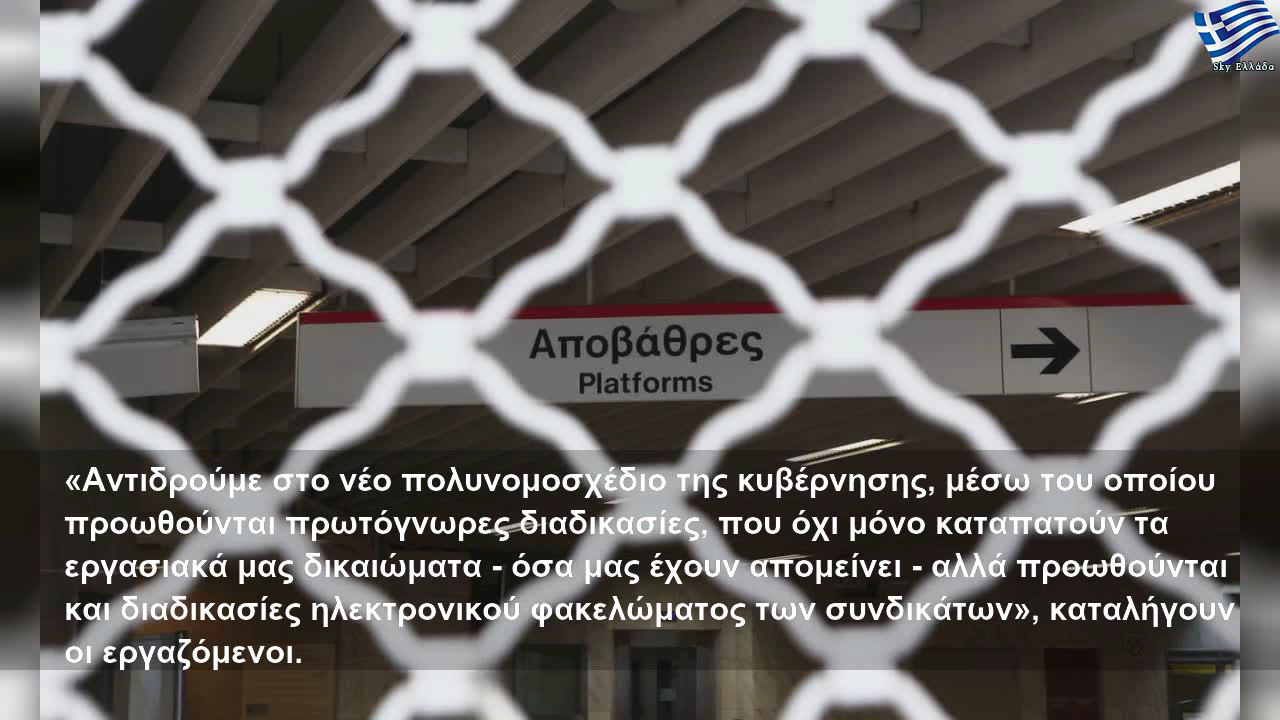 Sky Ελλάδα
Αποβάθρες
Platforms
«Αντιδρούμε στο νέο πολυνομοσχέδιο της κυβέρνησης, μέσω του οποίου
προωθούνται πρωτόγνωρες διαδικασίες, που όχι μόνο καταπατούν τα
εργασιακά μας δικαιώματα - όσα μας έχουν απομείνει - αλλά προωθούνται
και διαδικασίες ηλεκτρονικού φακελώματος των συνδικάτων», καταλήγουν
οι εργαζόμενοι.